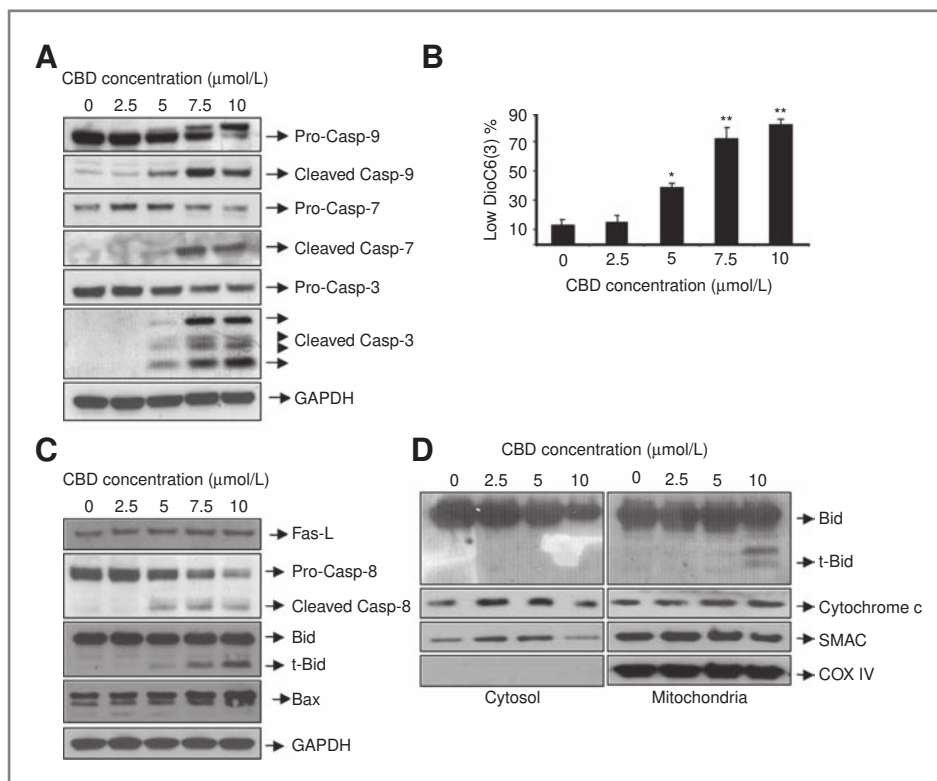 A
CBD concentration (μmol/L)
0 2.5 5 7.5 10
Pro-Casp-9
Cleaved Casp-9
Pro-Casp-7
Cleaved Casp-7
Pro-Casp-3
Cleaved Casp-3
GAPDH
B
Low DioC6(3) %
90
70
50
30
10
* ** **
0 2.5 5 7.5 10
CBD concentration (μmol/L)
C
CBD concentration (μmol/L)
0 2.5 5 7.5 10
Fas-L
Pro-Casp-8
Cleaved Casp-8
Bid
t-Bid
Bax
GAPDH
D
CBD concentration (μmol/L)
0 2.5 5 10 0 2.5 5 10
Bid
t-Bid
Cytochrome c
SMAC
COX IV
Cytosol Mitochondria